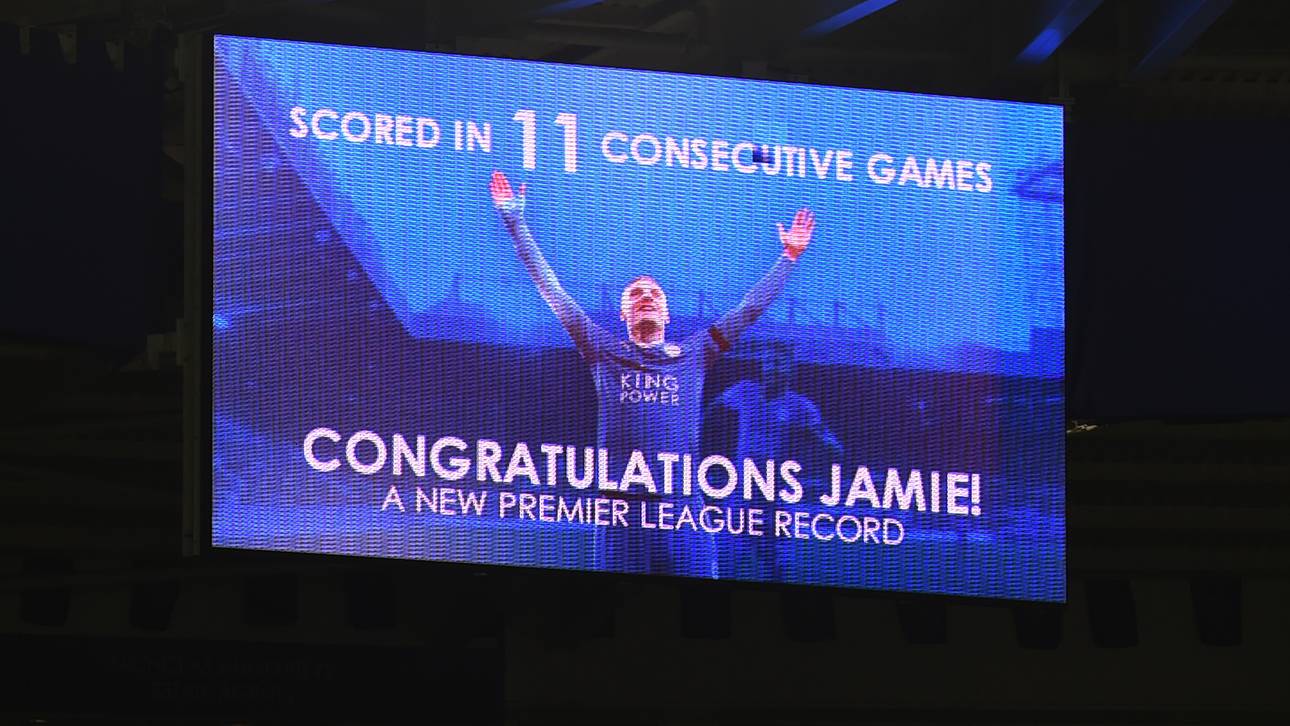 SCORED IN 11 CONSECUTIVE GAMES
KING
POWER
CONGRATULATIONS JAMIE!
A NEW PREMIER LEAGUE RECORD